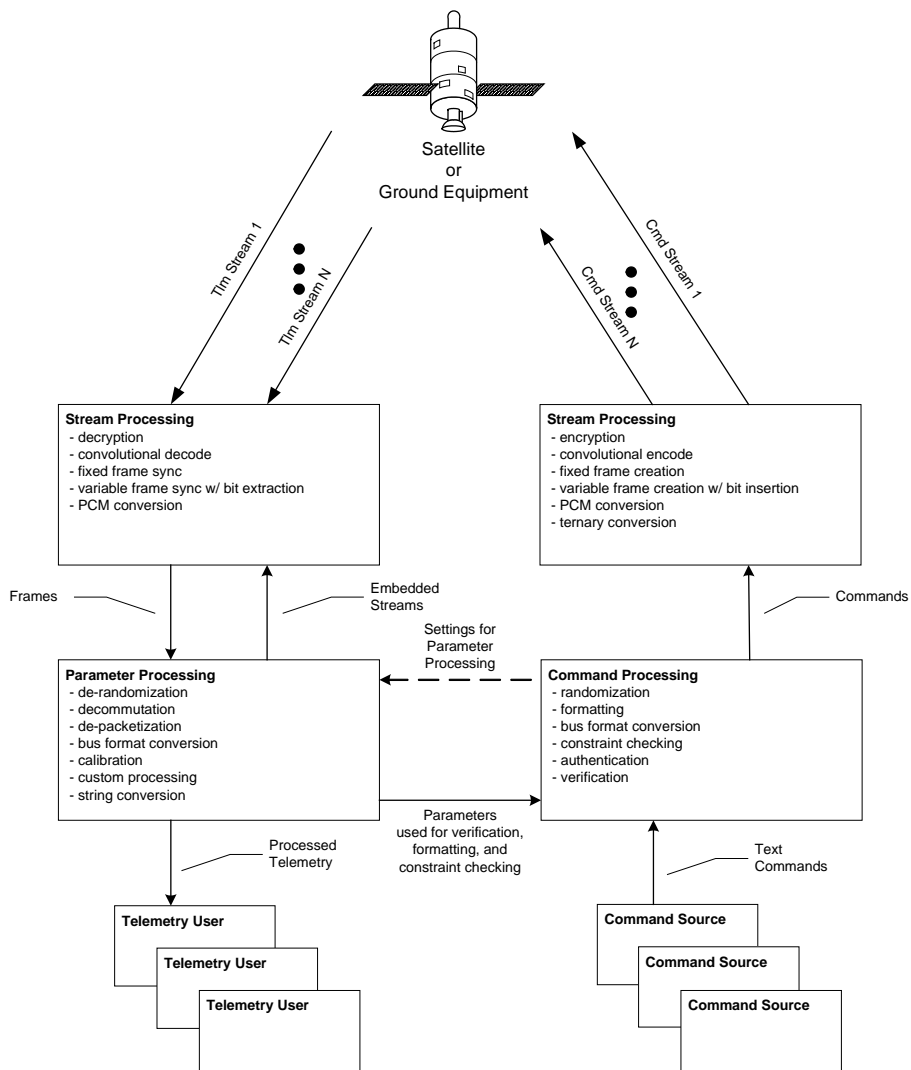 Satellite
or
Ground Equipment
Tlm Stream 1
Tlm Stream N
Cmd Stream N
Cmd Stream 1
Stream Processing
- decryption
- convolutional decode
- fixed frame sync
- variable frame sync w/ bit extraction
- PCM conversion
Stream Processing
- encryption
- convolutional encode
- fixed frame creation
- variable frame creation w/ bit insertion
- PCM conversion
- ternary conversion
Frames
Embedded
Streams
Commands
Settings for
Parameter
Processing
Parameter Processing
- de-randomization
- decommutation
- de-packetization
- bus format conversion
- calibration
- custom processing
- string conversion
Command Processing
- randomization
- formatting
- bus format conversion
- constraint checking
- authentication
- verification
Parameters
used for verification,
formatting, and
constraint checking
Processed
Telemetry
Text
Commands
Telemetry User
Telemetry User
Telemetry User
Command Source
Command Source
Command Source